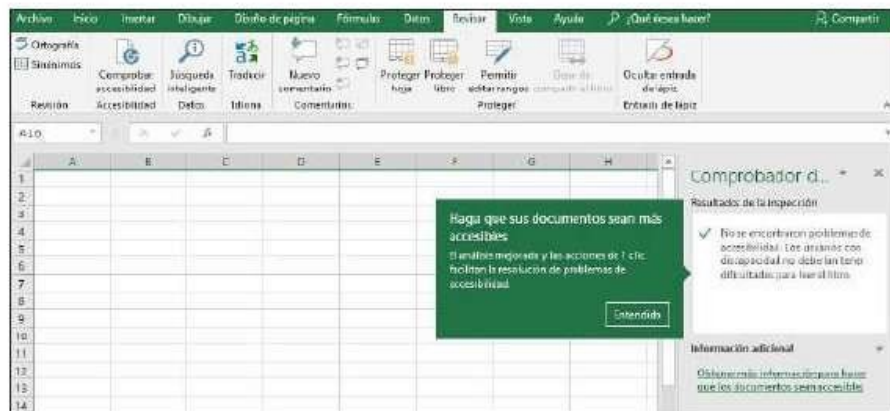 Archivo Inicio Insertar Dibujar Diseño de página Fórmulas Datos Revisar Vista Ayuda ¿Qué desea hacer? Compartir
Ortografía
Sinónimos
Comprobar accesibilidad
Búsqueda inteligente
Traducir
Nuevo comentario
Proteger hoja
Proteger libro
Permitir editar rangos
Ocultar entrada de lápiz
Revisión Accesibilidad Datos Idioma Comentarios Proteger Entrada de lápiz
A10 fx
A B C D E F G H
1
2
3
4
5
6
7
8
9
10
11
12
13
14
Haga que sus documentos sean más
accesibles
El análisis mejorado y las acciones de 1 clic
facilitan la resolución de problemas de
accesibilidad.
Entendido
Comprobador d...
Resultados de la inspección
No se encontraron problemas de
accesibilidad. Los usuarios con
discapacidad no deberían tener
dificultades para leer el libro.
Información adicional
Obtener más información para hacer
que los documentos sean accesibles